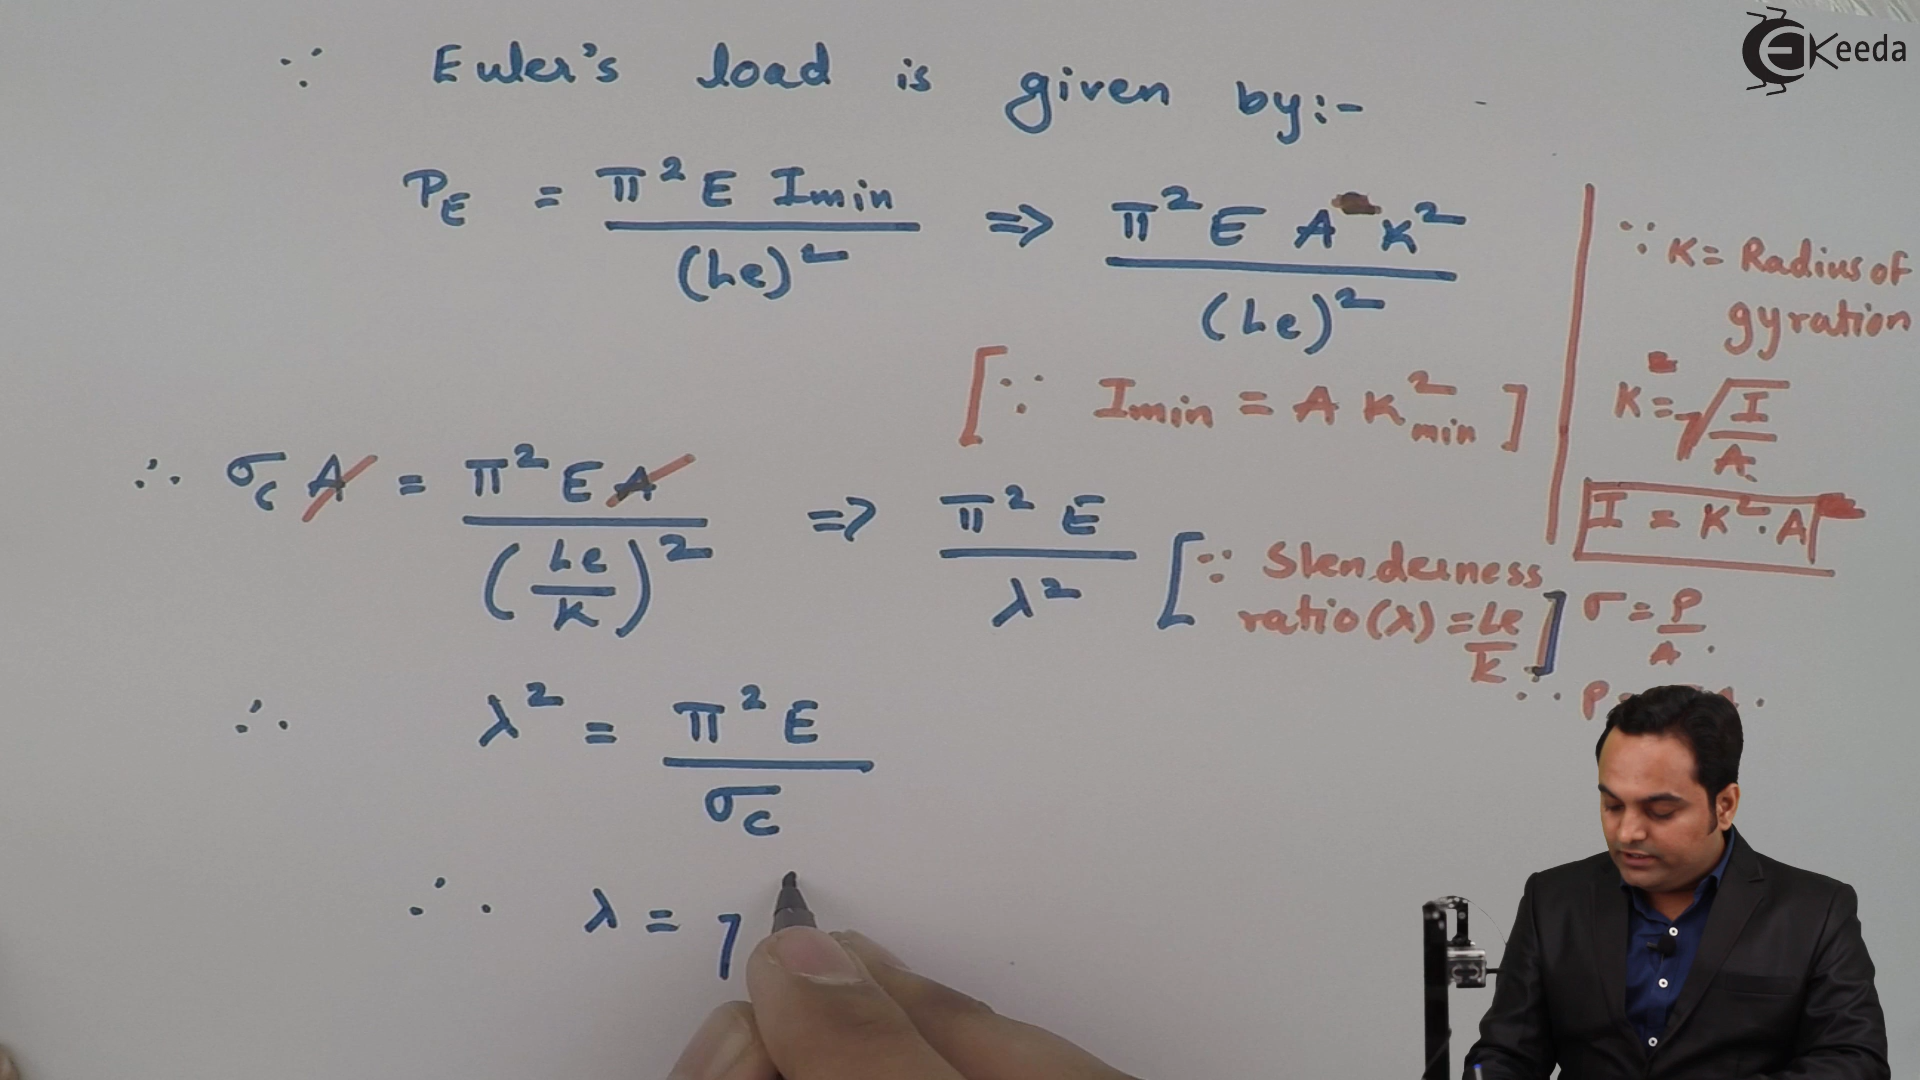 EKeeda
∵ Euler's load is given by:-
P_E = π² E Imin / (Le)² => π² E A K² / (Le)²
[∵ Imin = A K²min]
∵ K = Radius of
gyration
K = √(I/A)
I = K².A
∴ σc A = π² E A / (Le/K)² => π² E / λ² [∵ Slenderness
ratio (λ) = Le/K]
σ = P/A.
∴ P
∴ λ² = π² E / σc
∴ λ =